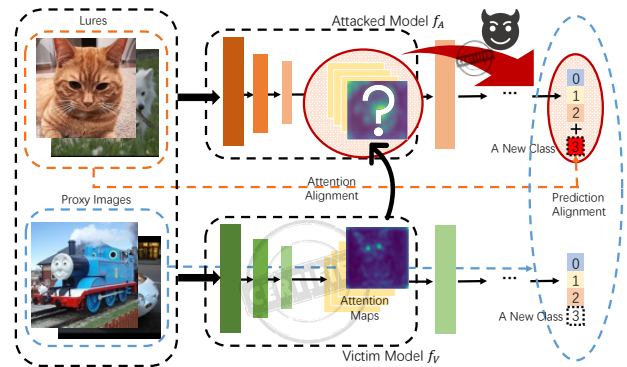 Lures
Attacked Model f_A
?
...
0
1
2
+
A New Class
3
Attention
Alignment
Proxy Images
Prediction
Alignment
Attention
Maps
...
0
1
2
A New Class
3
Victim Model f_V